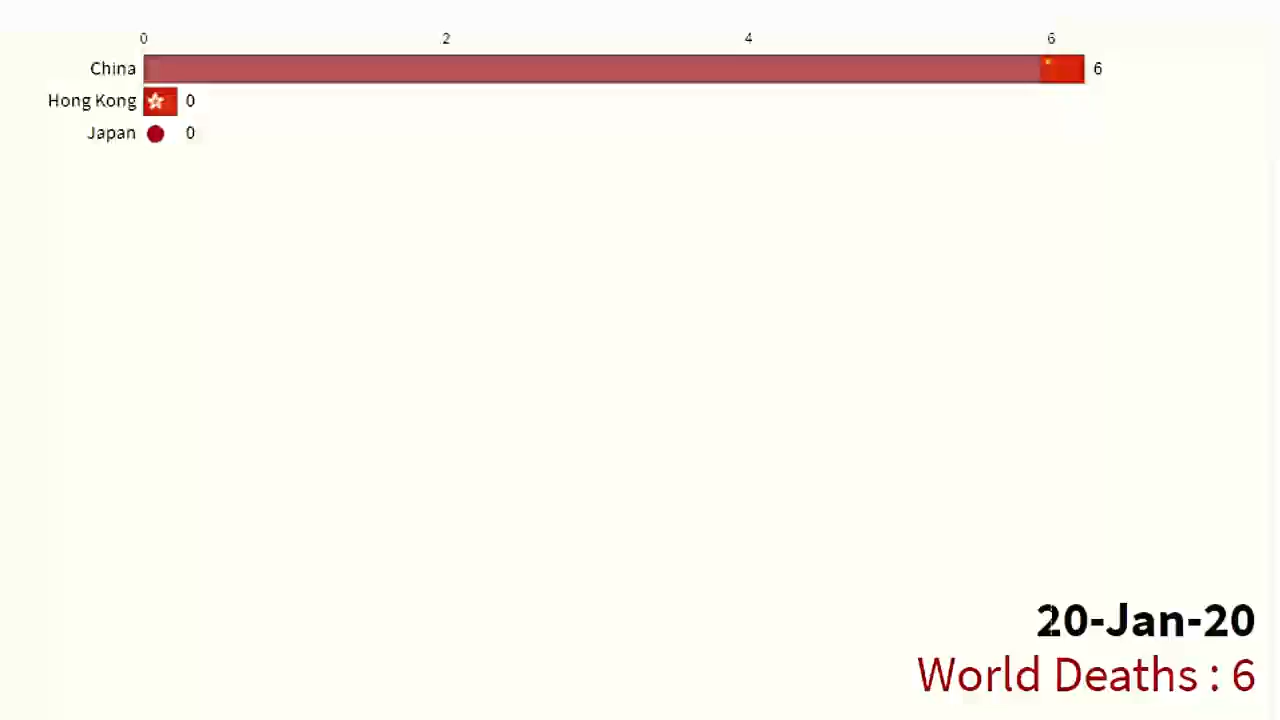 0 2 4 6
China 6
Hong Kong 0
Japan 0
20-Jan-20
World Deaths : 6